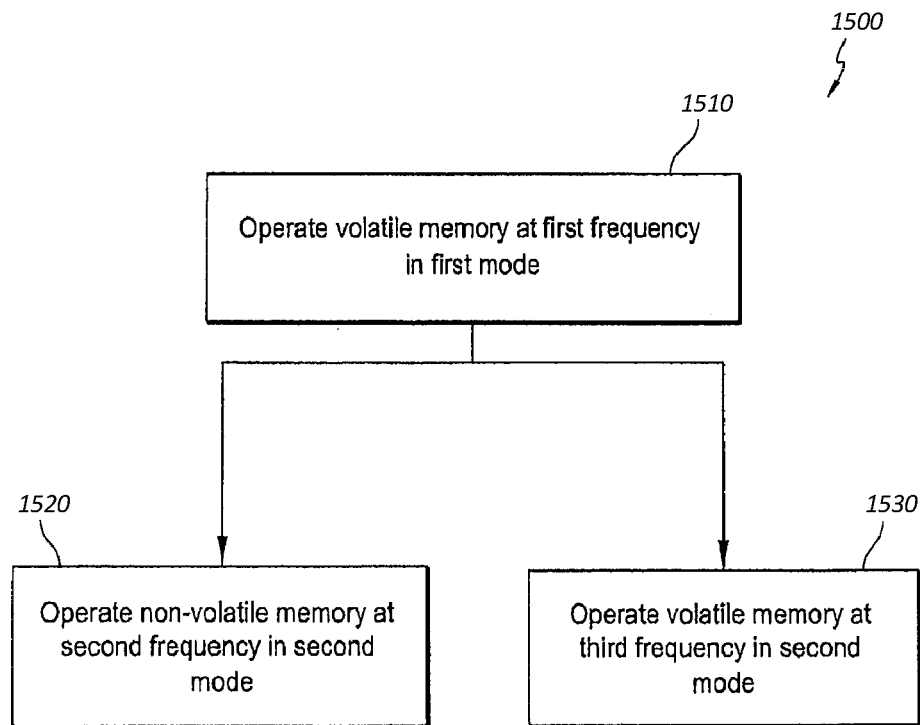 1500
1510
Operate volatile memory at first frequency
in first mode
1520
1530
Operate non-volatile memory at
second frequency in second
mode
Operate volatile memory at
third frequency in second
mode